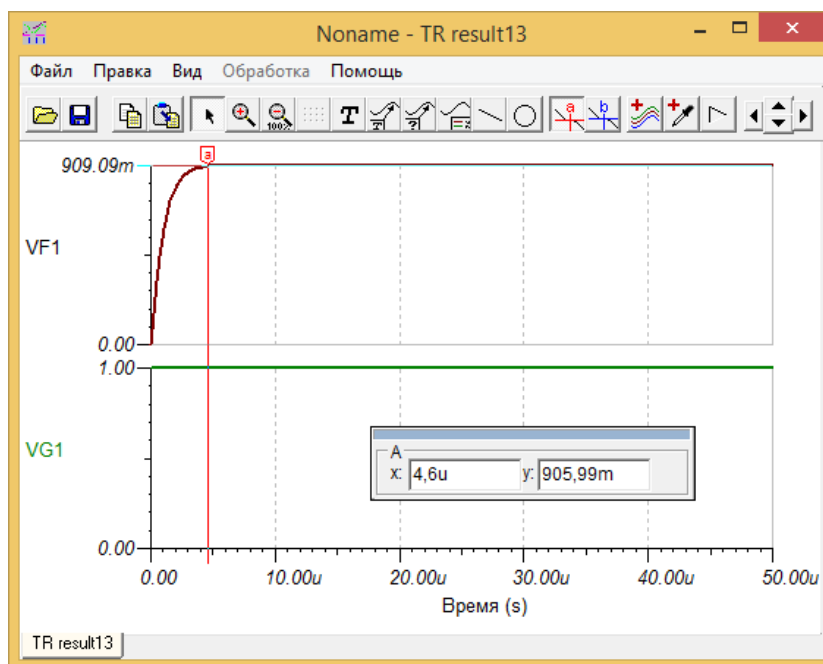 Noname - TR result13
Файл Правка Вид Обработка Помощь
100% T T ? a b
a
909.09m
VF1
0.00
1.00
VG1
A
x: 4,6u y: 905,99m
0.00
0.00 10.00u 20.00u 30.00u 40.00u 50.00u
Время (s)
TR result13